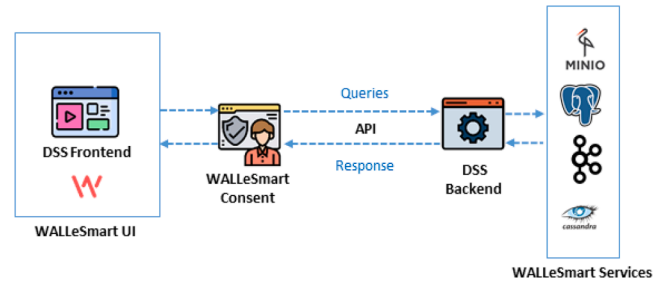 DSS Frontend
WALLeSmart UI
WALLeSmart
Consent
Queries
API
Response
DSS
Backend
MINIO
cassandra
WALLeSmart Services